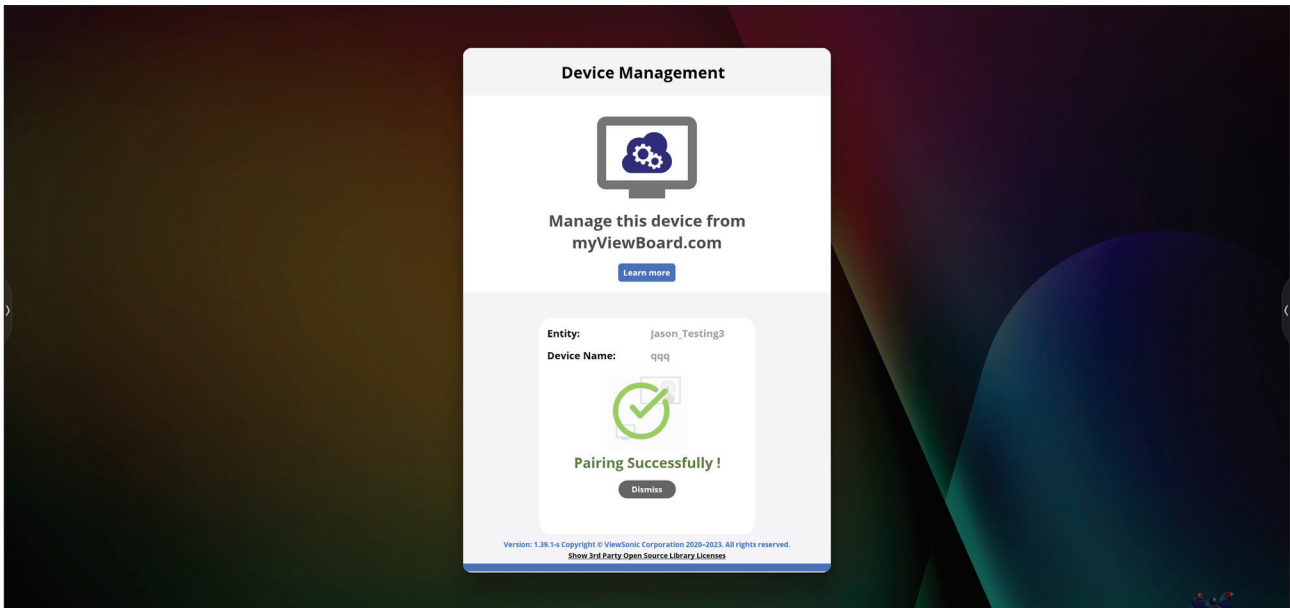 Device Management
Manage this device from
myViewBoard.com
Learn more
Entity: Jason_Testing3
Device Name: qqq
Pairing Successfully !
Dismiss
Version: 1.39.1-s Copyright © ViewSonic Corporation 2020–2023. All rights reserved.
Show 3rd Party Open Source Library Licenses